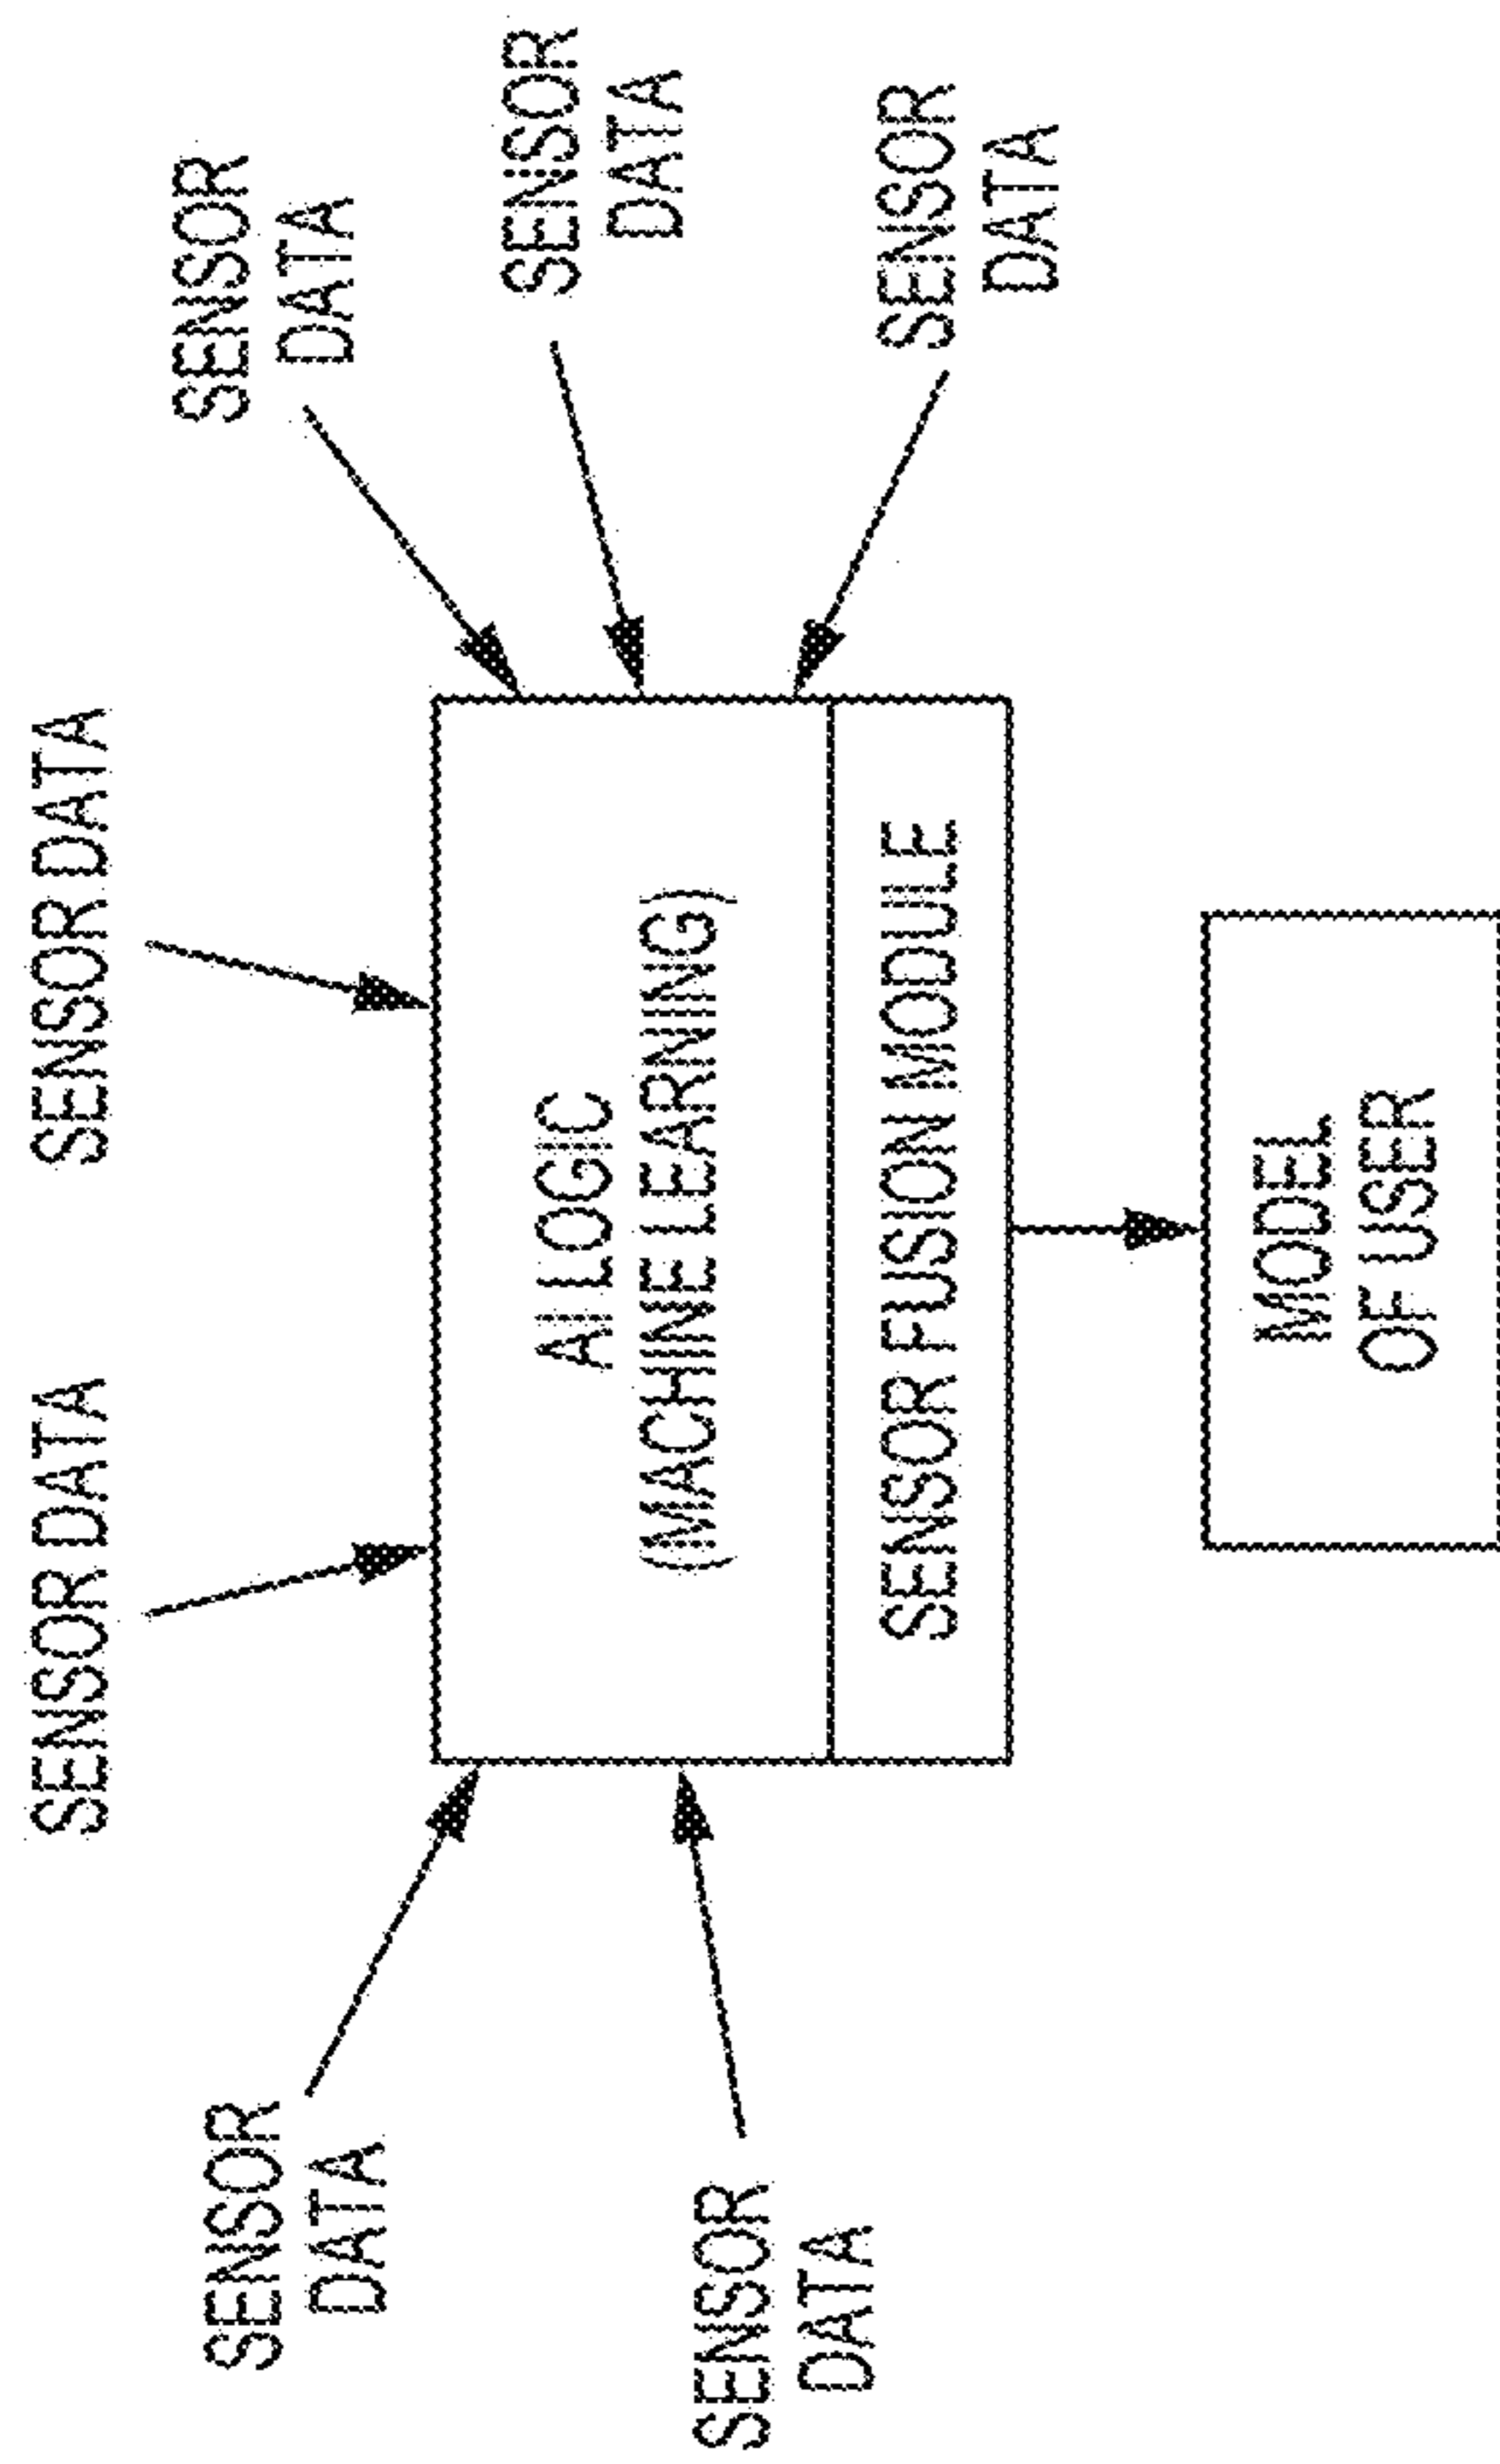 SENSOR DATA
SENSOR DATA
SENSOR
DATA
SENSOR
DATA
SENSOR
DATA
SENSOR
DATA
SENSOR
DATA
AI LOGIC
(MACHINE LEARNING)
SENSOR FUSION MODULE
MODEL
OF USER